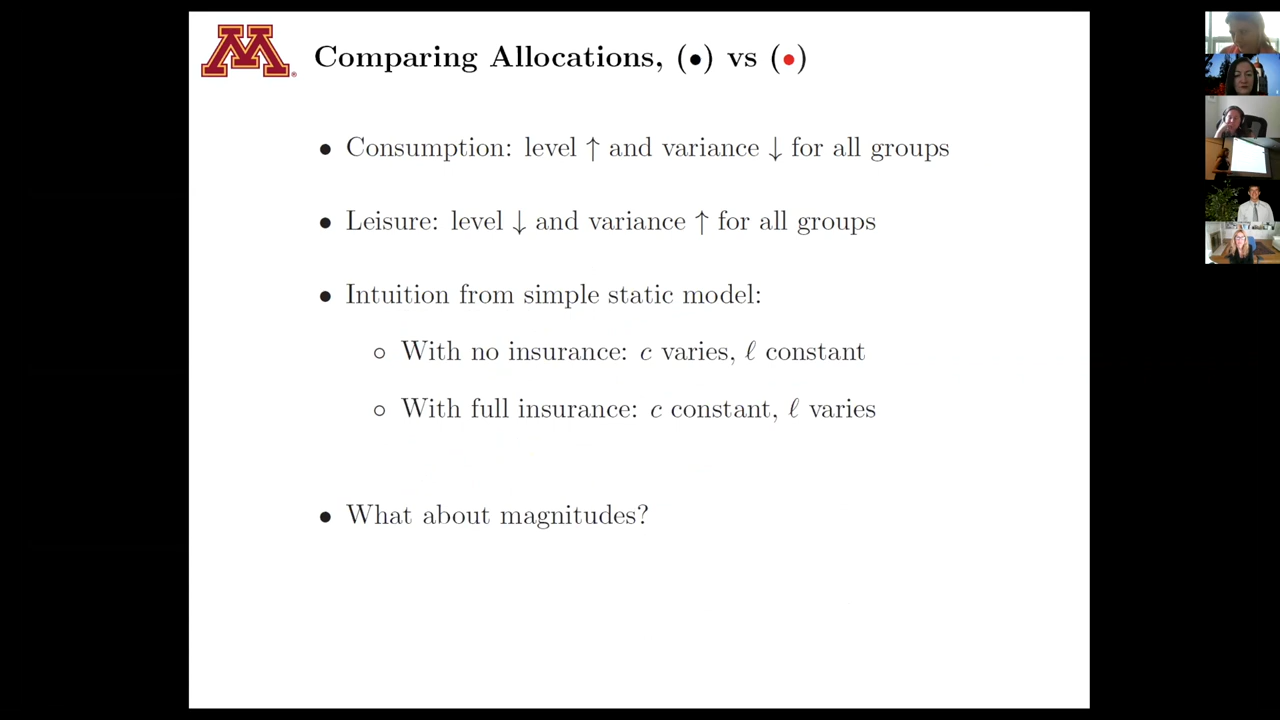 M
Comparing Allocations, (•) vs (•)
• Consumption: level ↑ and variance ↓ for all groups
• Leisure: level ↓ and variance ↑ for all groups
• Intuition from simple static model:
○ With no insurance: c varies, ℓ constant
○ With full insurance: c constant, ℓ varies
• What about magnitudes?